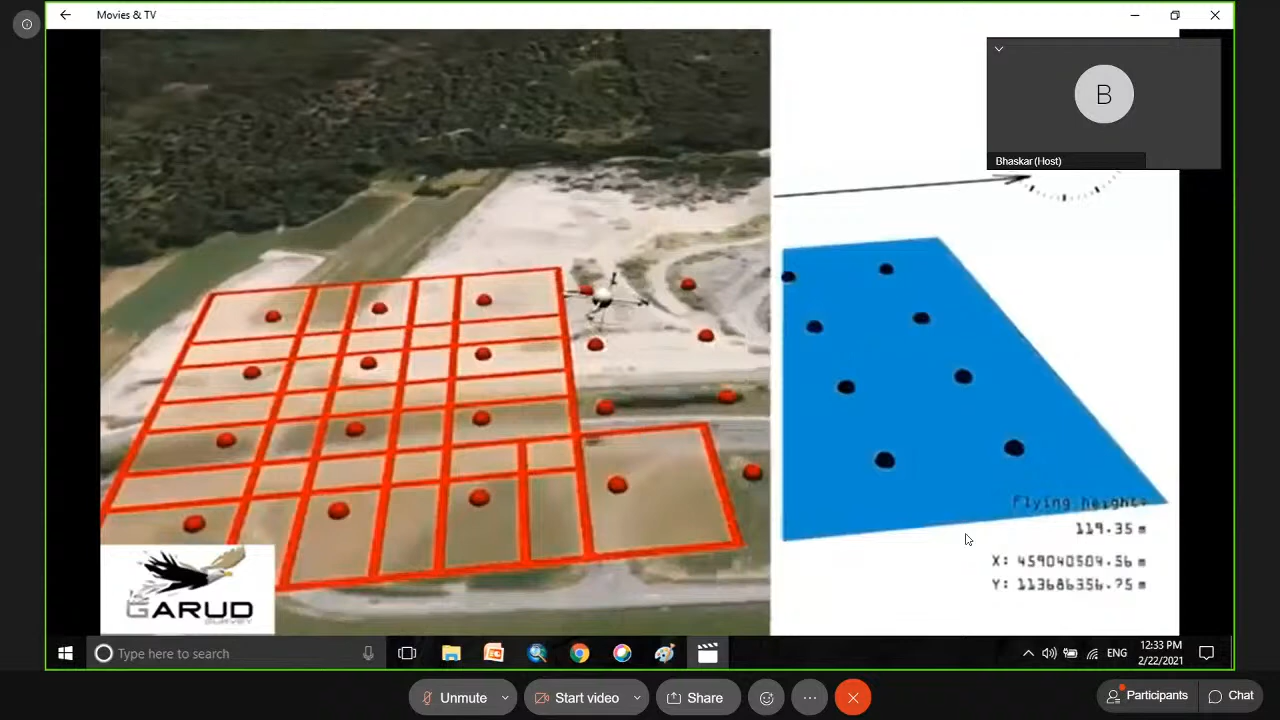 Movies & TV
B
Bhaskar (Host)
Flying height:
119.35 m
X: 459040504.56 m
Y: 113686356.75 m
GARUD
SURVEY
Type here to search
ENG
12:33 PM
2/22/2021
Unmute
Start video
Share
Participants
Chat